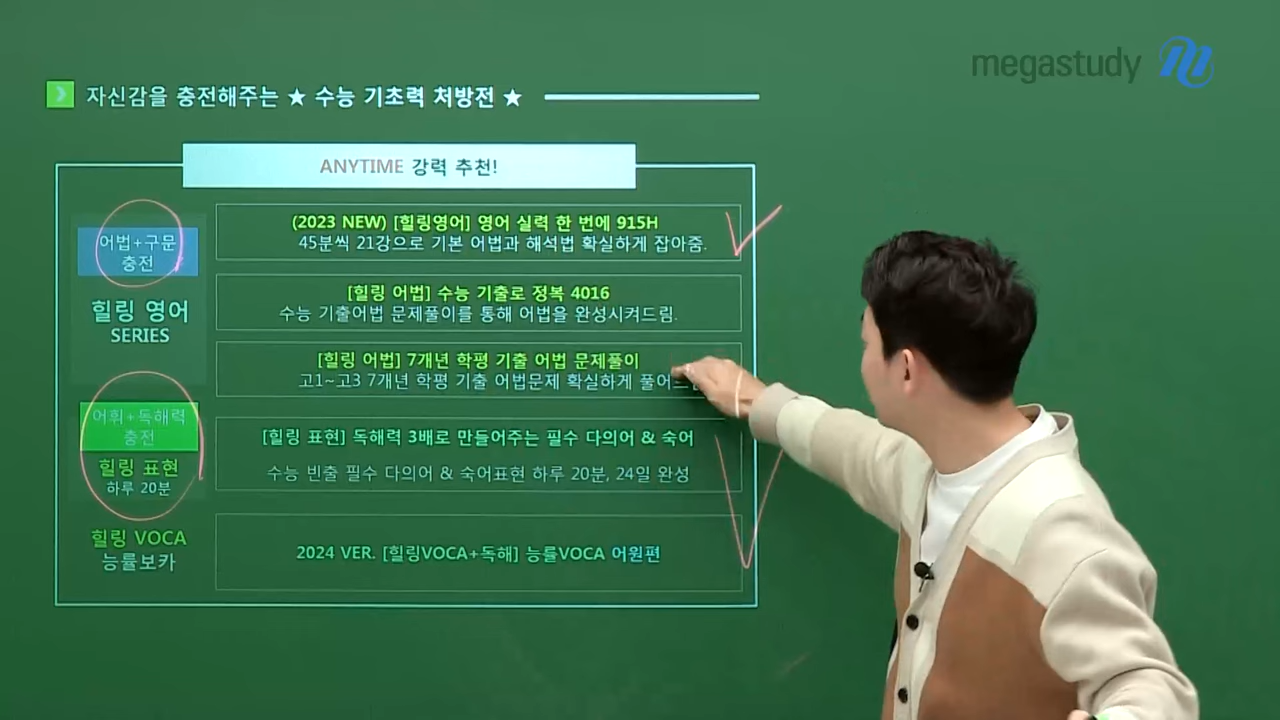 megastudy
자신감을 충전해주는 ★ 수능 기초력 처방전 ★
ANYTIME 강력 추천!
어법+구문
충전
힐링 영어
SERIES
(2023 NEW) [힐링영어] 영어 실력 한 번에 915H
45분씩 21강으로 기본 어법과 해석법 확실하게 잡아줌.
[힐링 어법] 수능 기출로 정복 4016
수능 기출어법 문제풀이를 통해 어법을 완성시켜드림.
[힐링 어법] 7개년 학평 기출 어법 문제풀이
고1~고3 7개년 학평 기출 어법문제 확실하게
어휘+독해력
충전
힐링 표현
하루 20분
[힐링 표현] 독해력 3배로 만들어주는 필수 다의어 & 숙어
수능 빈출 필수 다의어 & 숙어표현 하루 20분, 24일 완성
힐링 VOCA
능률보카
2024 VER. [힐링VOCA+독해] 능률VOCA 어원편